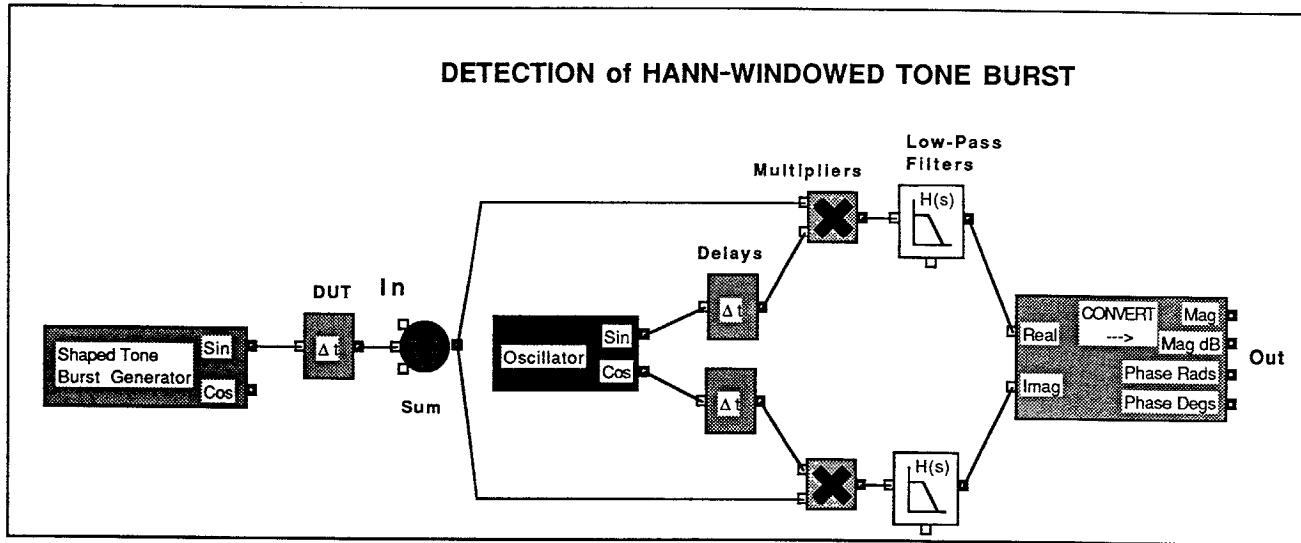 DETECTION of HANN-WINDOWED TONE BURST
Low-Pass
Filters
Multipliers
H(s)
Delays
DUT
In
Δ t
Shaped Tone
Burst Generator
Sin
Cos
Δ t
Sum
Oscillator
Sin
Cos
Δ t
Real
Imag
CONVERT
--->
Mag
Mag dB
Phase Rads
Phase Degs
Out
H(s)